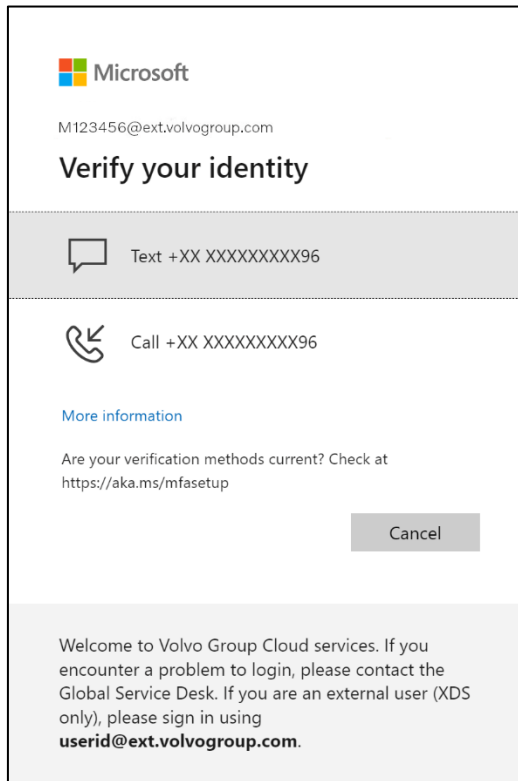 Microsoft
M123456@ext.volvogroup.com
Verify your identity
Text +XX XXXXXXXXX96
Call +XX XXXXXXXXX96
More information
Are your verification methods current? Check at
https://aka.ms/mfasetup
Cancel
Welcome to Volvo Group Cloud services. If you
encounter a problem to login, please contact the
Global Service Desk. If you are an external user (XDS
only), please sign in using
userid@ext.volvogroup.com.